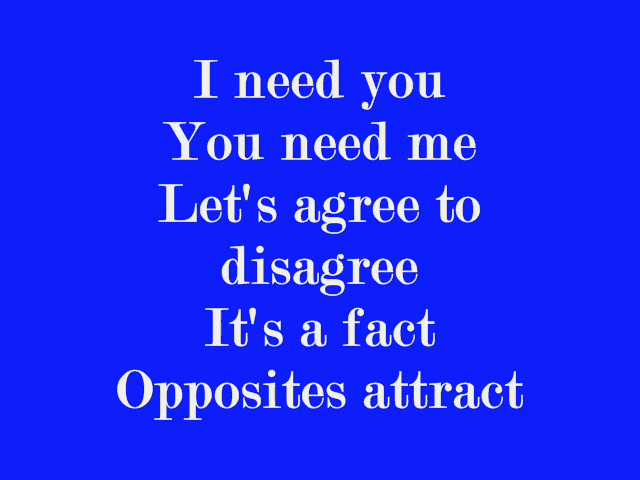 I need you
You need me
Let's agree to
disagree
It's a fact
Opposites attract